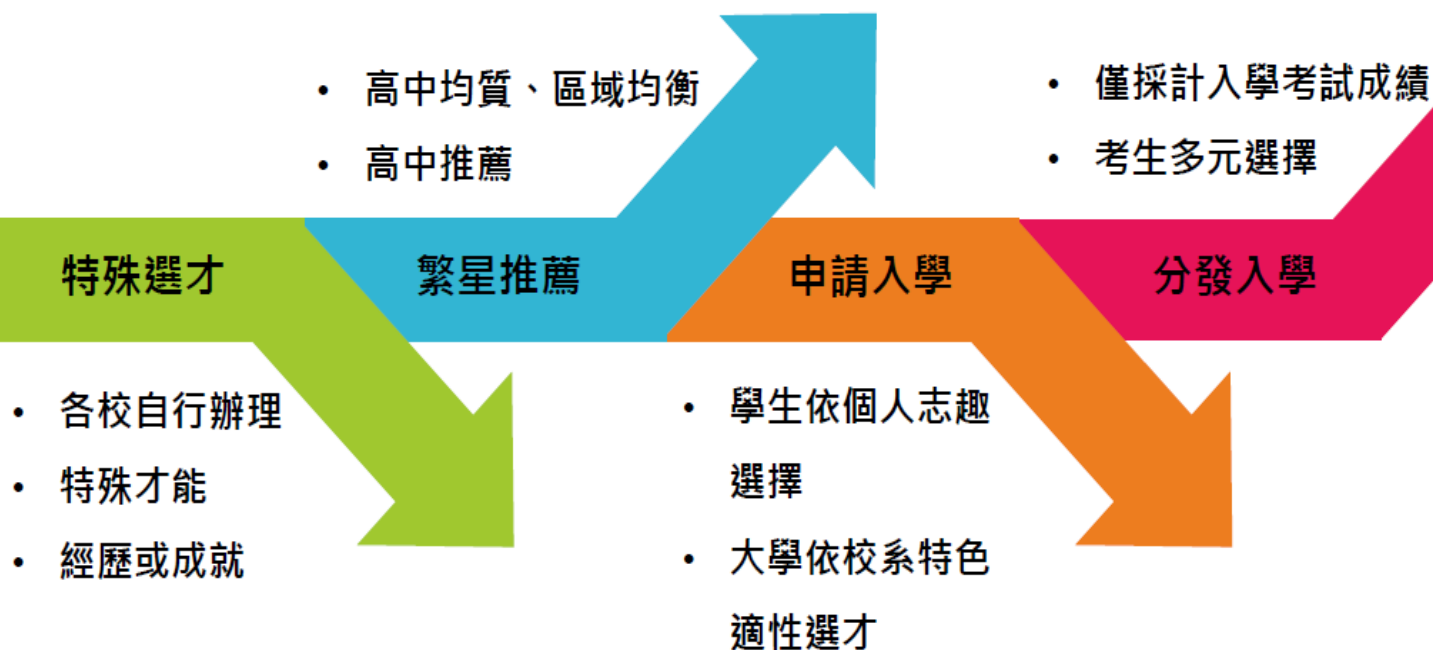 特殊選才
• 各校自行辦理
• 特殊才能
• 經歷或成就
• 高中均質、區域均衡
• 高中推薦
繁星推薦
申請入學
• 學生依個人志趣
選擇
• 大學依校系特色
適性選才
• 僅採計入學考試成績
• 考生多元選擇
分發入學